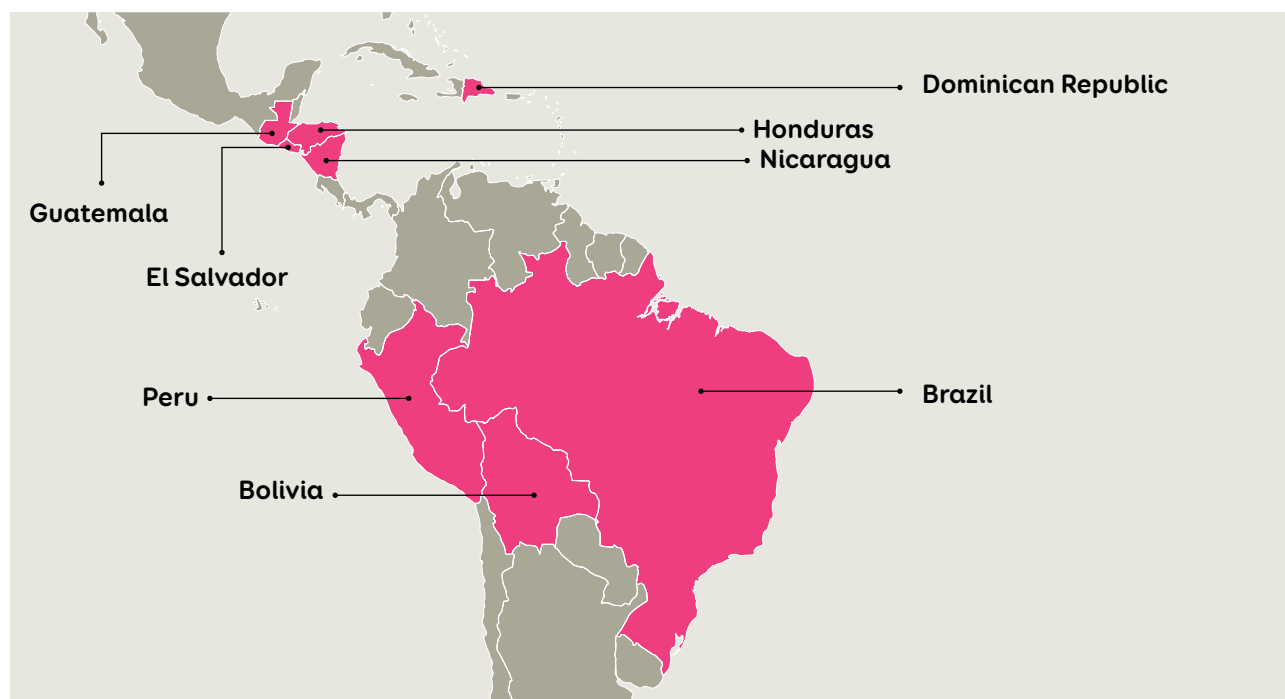 Dominican Republic
Honduras
Nicaragua
Guatemala
El Salvador
Peru
Brazil
Bolivia